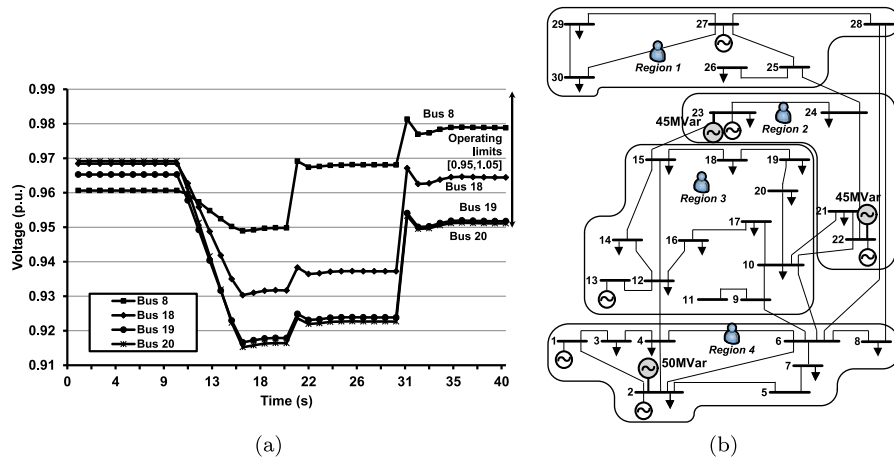 0.99
0.98
0.97
0.96
0.95
0.94
0.93
0.92
0.91
Voltage (p.u.)
0 4 9 13 18 22 27 31 35 40
Time (s)
Bus 8
Operating
limits
[0.95,1.05]
Bus 18
Bus 19
Bus 20
Bus 8
Bus 18
Bus 19
Bus 20
(a)
29 27 28
Region 1
30 26 25
23 24
45MVar Region 2
15 18 19
Region 3
20
45MVar
21
17
14 16 22
10
13 12
11 9
Region 4
1 3 4 6 8
50MVar 7
2 5
(b)